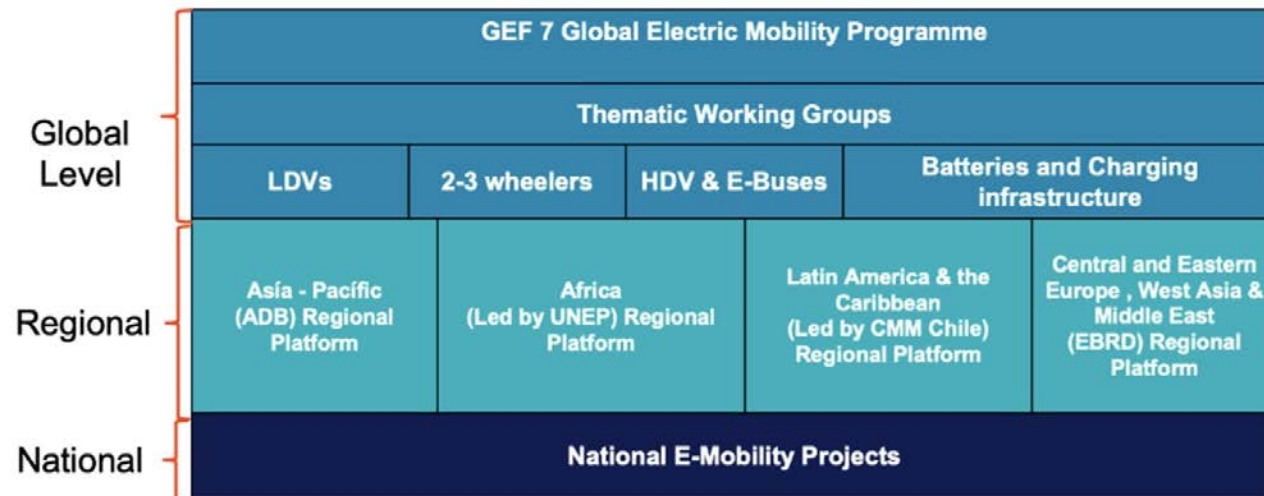 GEF 7 Global Electric Mobility Programme
Global
Level
Thematic Working Groups
LDVs
2-3 wheelers
HDV & E-Buses
Batteries and Charging
infrastructure
Regional
Asía - Pacífic
(ADB) Regional
Platform
Africa
(Led by UNEP) Regional
Platform
Latin America & the
Caribbean
(Led by CMM Chile)
Regional Platform
Central and Eastern
Europe , West Asia &
Middle East
(EBRD) Regional
Platform
National
National E-Mobility Projects